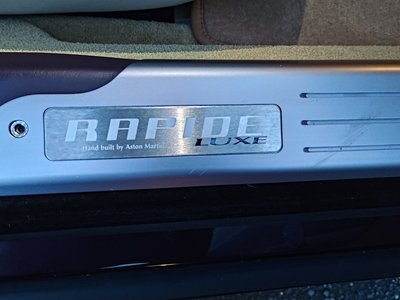 RAPIDE
LUXE
Hand built by Aston Martin